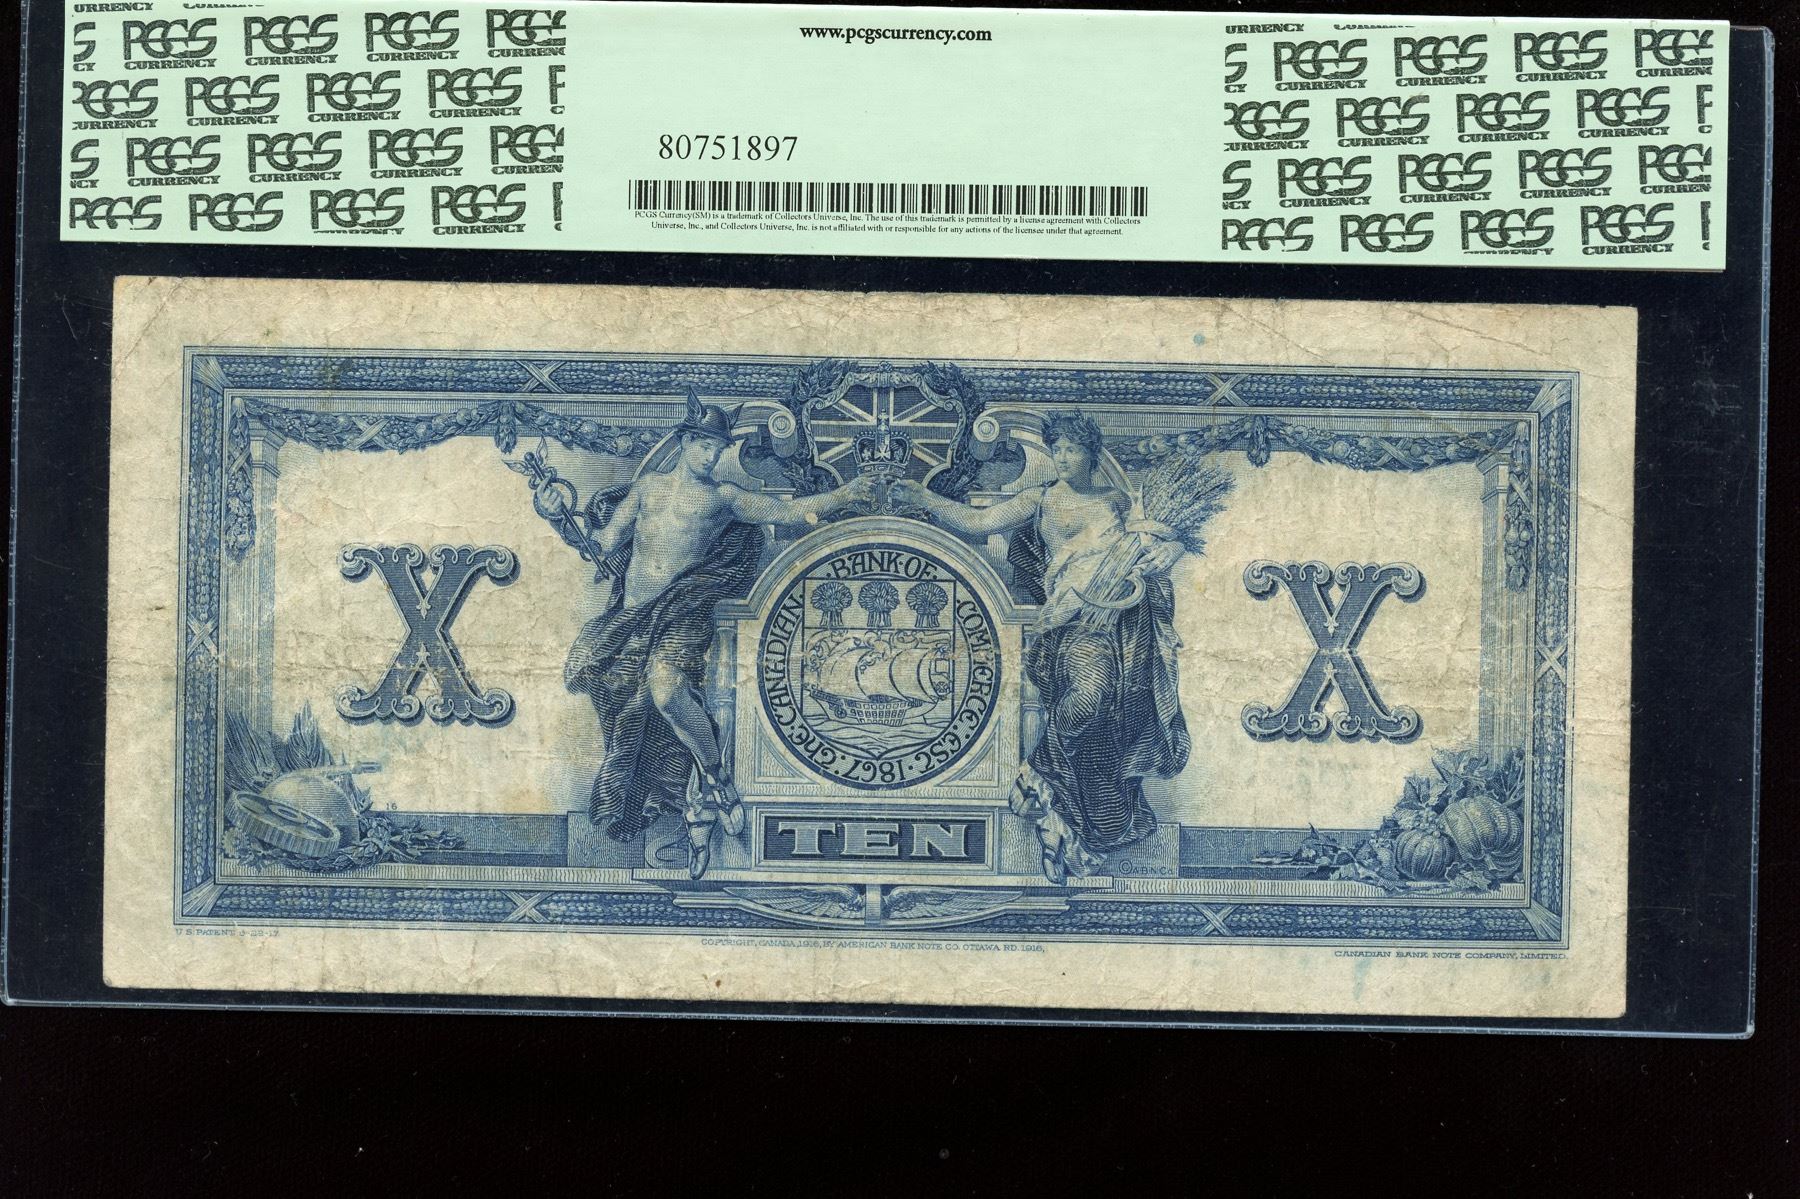 www.pcgscurrency.com
PCGS CURRENCY
80751897
PCGS Currency(SM) is a trademark of Collectors Universe, Inc. The use of this trademark is permitted by a license agreement with Collectors
Universe, Inc., and Collectors Universe, Inc. is not affiliated with or responsible for any actions of the licensee under that agreement.
X
THE · CANADIAN · BANK · OF · COMMERCE: EST · 1867:
X
16
TEN
© A.B.N.Co.
U S PATENT 5-22-17
COPYRIGHT, CANADA, 1916, BY AMERICAN BANK NOTE CO. OTTAWA RD. 1916,
CANADIAN BANK NOTE COMPANY, LIMITED.